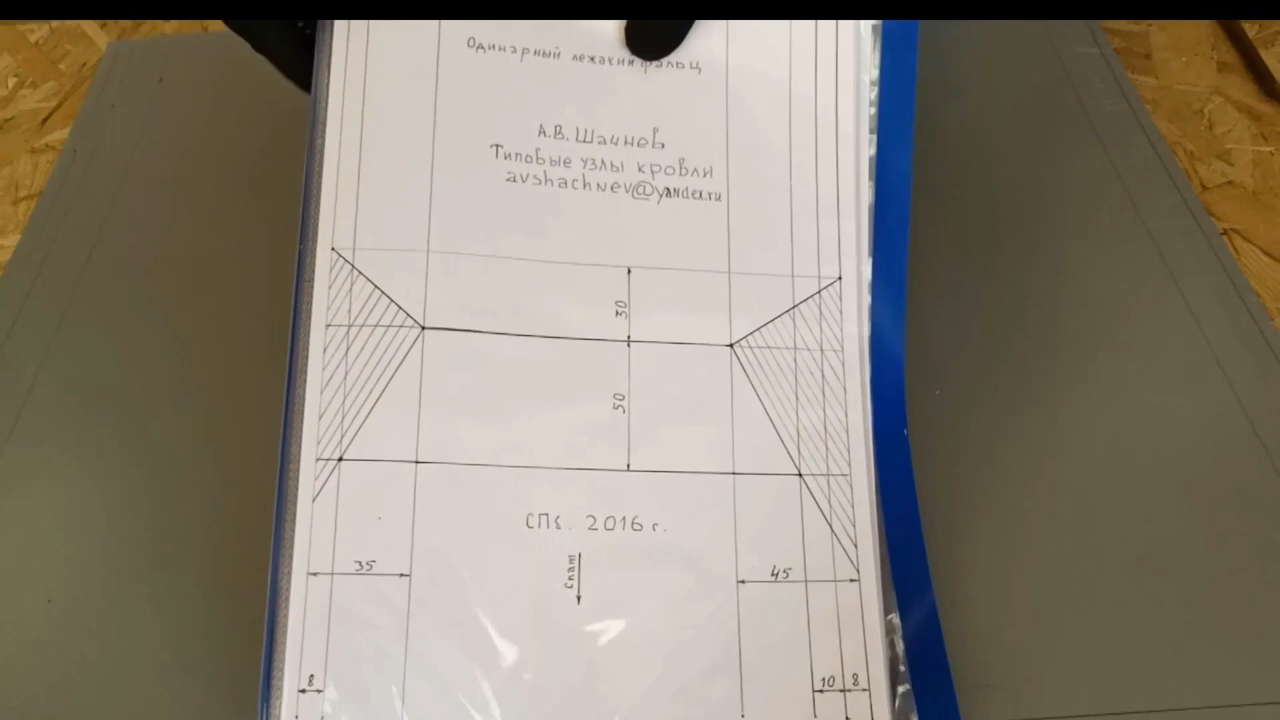 Одинарный лежачий фальц
А.В. Шачнев
Типовые узлы кровли
avshachnev@yandex.ru
30
50
СПб. 2016 г.
Скат
35
45
8
10
8